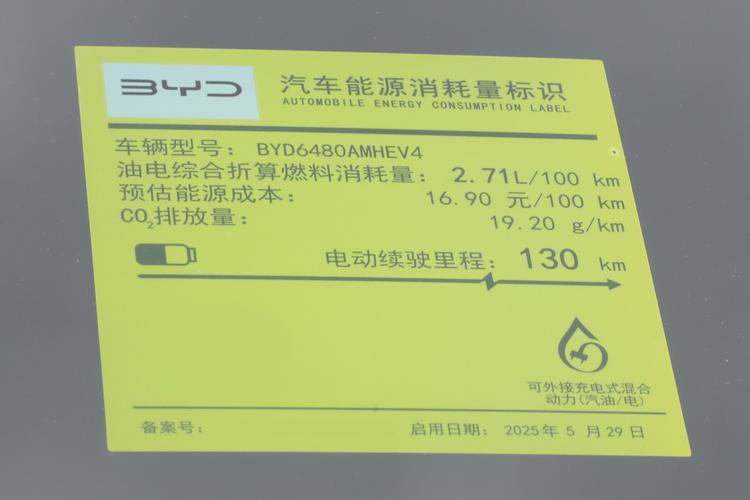 BYD 汽车能源消耗量标识
AUTOMOBILE ENERGY CONSUMPTION LABEL
车辆型号： BYD6480AMHEV4
油电综合折算燃料消耗量： 2.71L/100 km
预估能源成本： 16.90 元/100 km
CO₂排放量： 19.20 g/km
电动续驶里程： 130 km
可外接充电式混合
动力(汽油/电)
备案号： 启用日期： 2025年 5 月 29 日